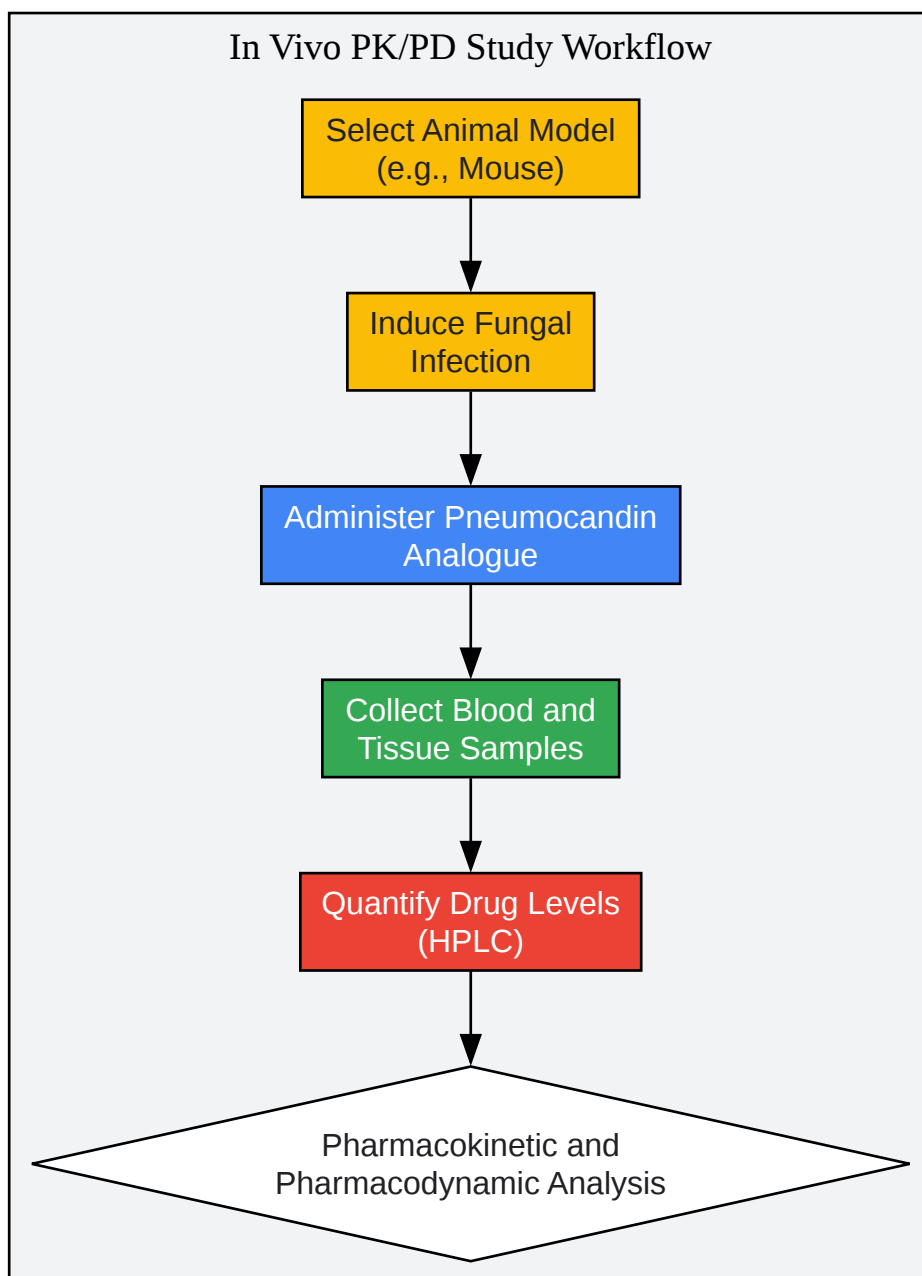 In Vivo PK/PD Study Workflow
Select Animal Model
(e.g., Mouse)
Induce Fungal
Infection
Administer Pneumocandin
Analogue
Collect Blood and
Tissue Samples
Quantify Drug Levels
(HPLC)
Pharmacokinetic and
Pharmacodynamic Analysis